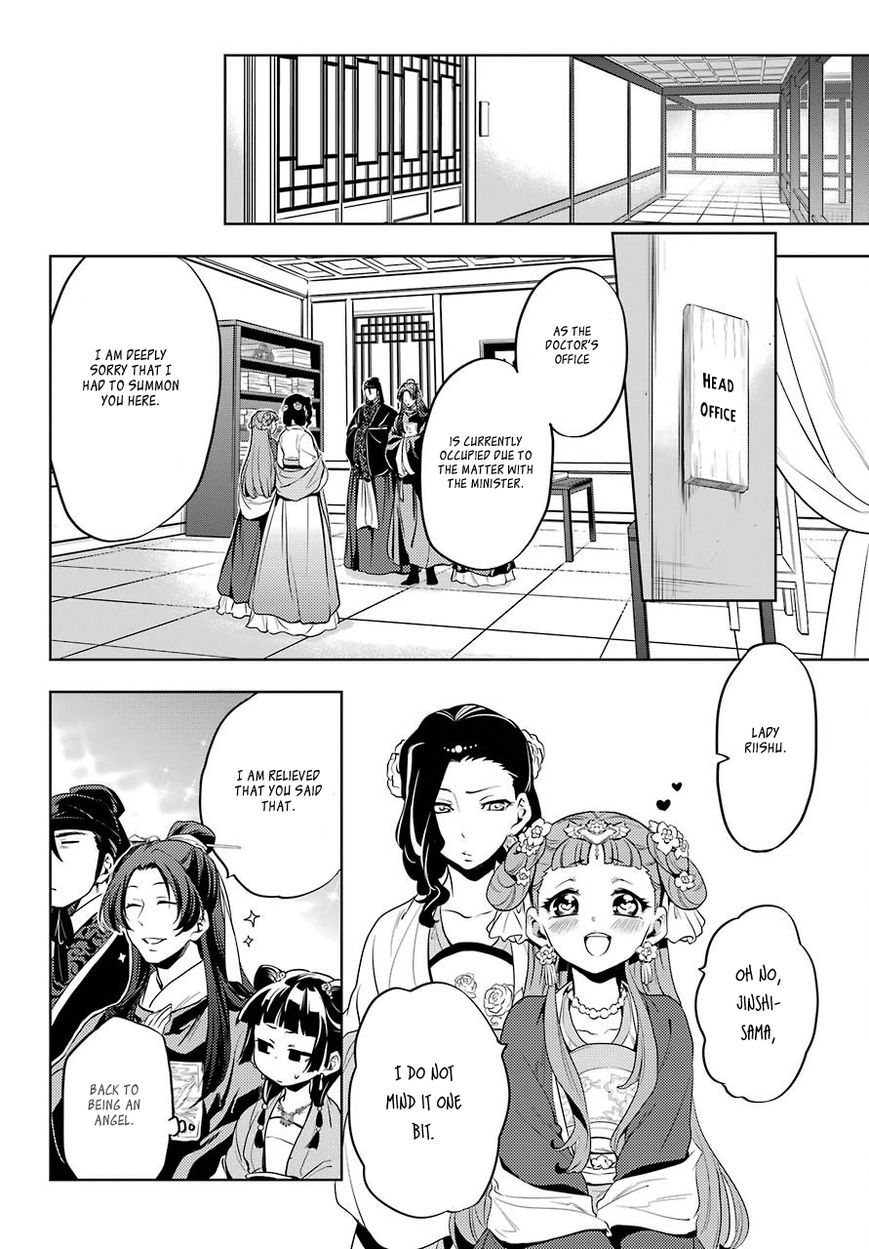 HEAD
OFFICE
AS THE
DOCTOR'S
OFFICE
IS CURRENTLY
OCCUPIED DUE TO
THE MATTER WITH
THE MINISTER.
I AM DEEPLY
SORRY THAT I
HAD TO SUMMON
YOU HERE.
LADY
RIISHU.
OH NO,
JINSHI-
SAMA,
I DO NOT
MIND IT ONE
BIT.
I AM RELIEVED
THAT YOU SAID
THAT.
BACK TO
BEING AN
ANGEL.